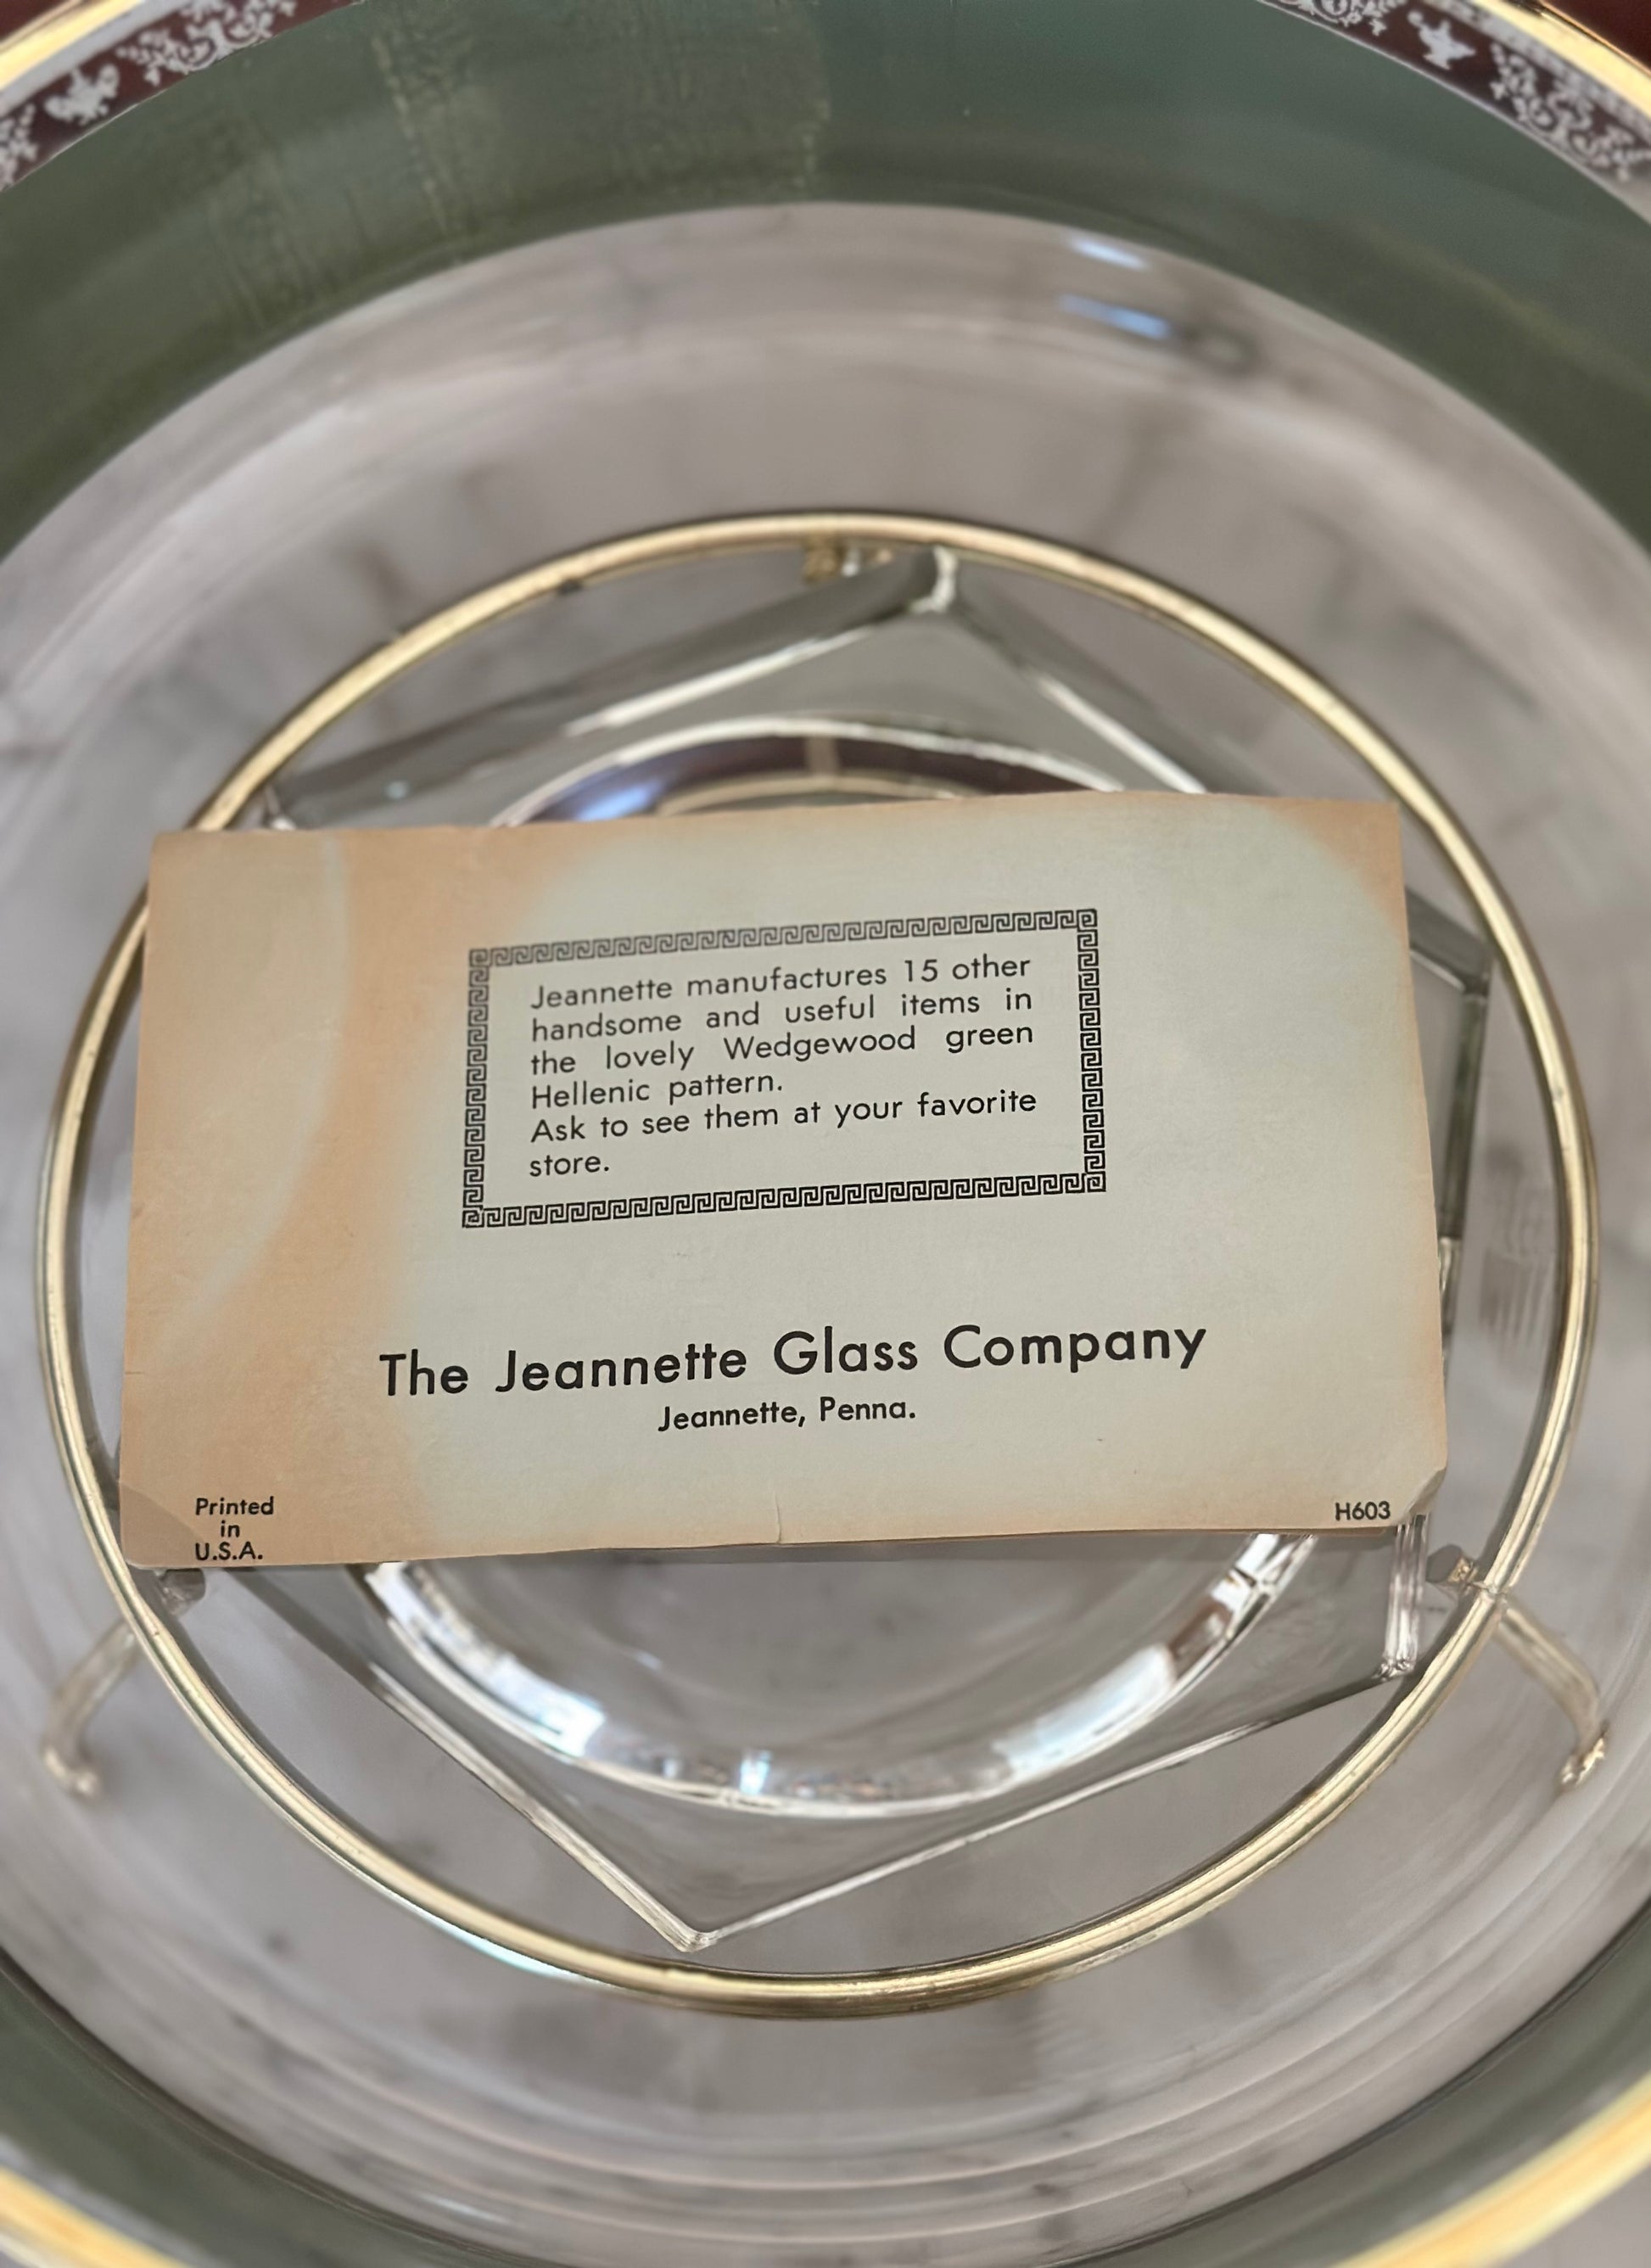 Jeannette manufactures 15 other
handsome and useful items in
the lovely Wedgewood green
Hellenic pattern.
Ask to see them at your favorite
store.
The Jeannette Glass Company
Jeannette, Penna.
Printed
in
U.S.A.
H603